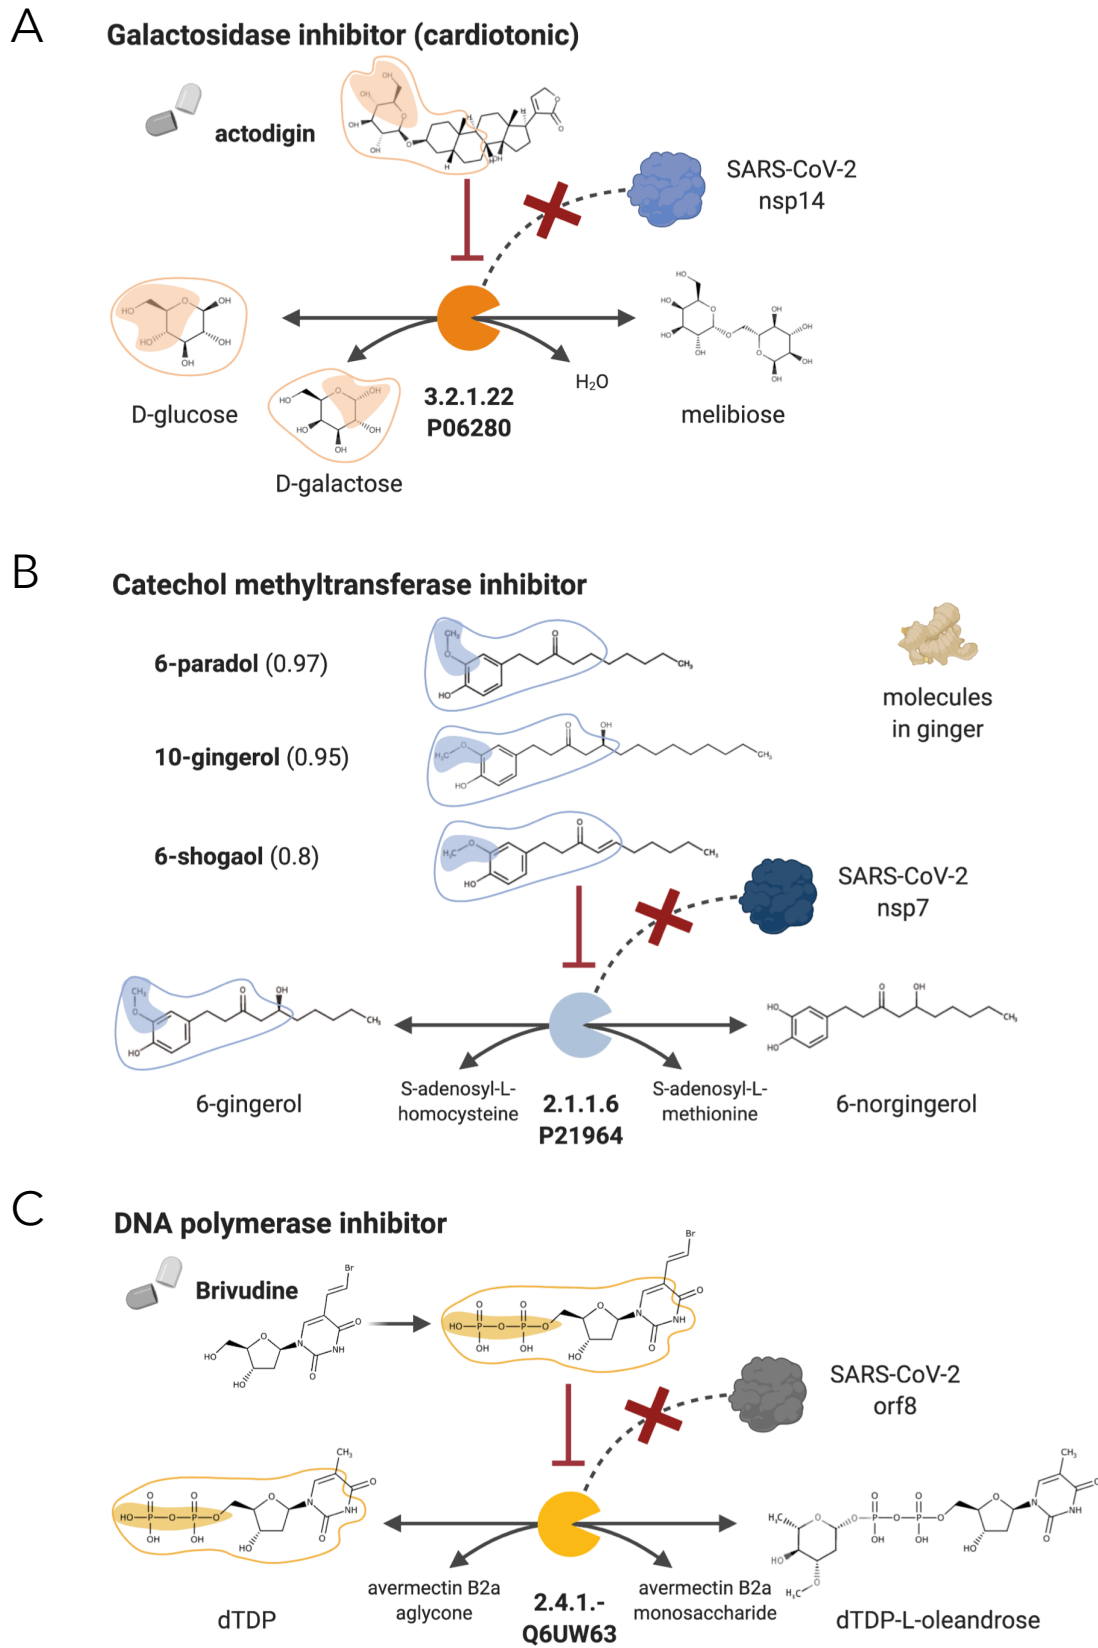 A
Galactosidase inhibitor (cardiotonic)
actodigin
SARS-CoV-2
nsp14
D-glucose
D-galactose
3.2.1.22
P06280
H₂O
melibiose
B
Catechol methyltransferase inhibitor
6-paradol (0.97)
10-gingerol (0.95)
6-shogaol (0.8)
molecules
in ginger
SARS-CoV-2
nsp7
6-gingerol
S-adenosyl-L-
homocysteine
2.1.1.6
P21964
S-adenosyl-L-
methionine
6-norgingerol
C
DNA polymerase inhibitor
Brivudine
SARS-CoV-2
orf8
dTDP
avermectin B2a
aglycone
2.4.1.-
Q6UW63
avermectin B2a
monosaccharide
dTDP-L-oleandrose